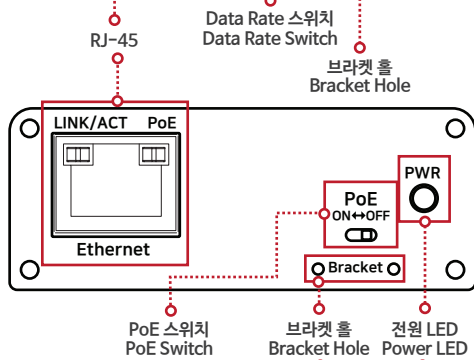 Data Rate 스위치
Data Rate Switch
RJ-45
브라켓 홀
Bracket Hole
LINK/ACT PoE
Ethernet
PoE
ON↔OFF
PWR
Bracket
PoE 스위치
PoE Switch
브라켓 홀
Bracket Hole
전원 LED
Power LED